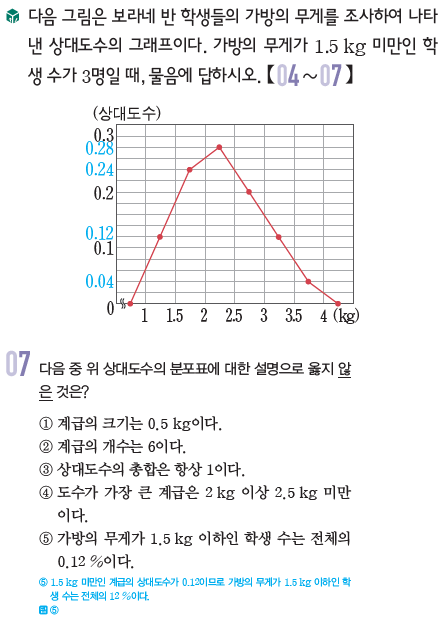 다음 그림은 보라네 반 학생들의 가방의 무게를 조사하여 나타
낸 상대도수의 그래프이다. 가방의 무게가 1.5 kg 미만인 학
생 수가 3명일 때, 물음에 답하시오.【04～07】
(상대도수)
0.3
0.28
0.24
0.2
0.12
0.1
0.04
0
1 1.5 2 2.5 3 3.5 4 (kg)
07 다음 중 위 상대도수의 분포표에 대한 설명으로 옳지 않
은 것은?
① 계급의 크기는 0.5 kg이다.
② 계급의 개수는 6이다.
③ 상대도수의 총합은 항상 1이다.
④ 도수가 가장 큰 계급은 2 kg 이상 2.5 kg 미만
이다.
⑤ 가방의 무게가 1.5 kg 이하인 학생 수는 전체의
0.12 %이다.
⑤ 1.5 kg 미만인 계급의 상대도수가 0.12이므로 가방의 무게가 1.5 kg 이하인 학
생 수는 전체의 12 %이다.
답 ⑤